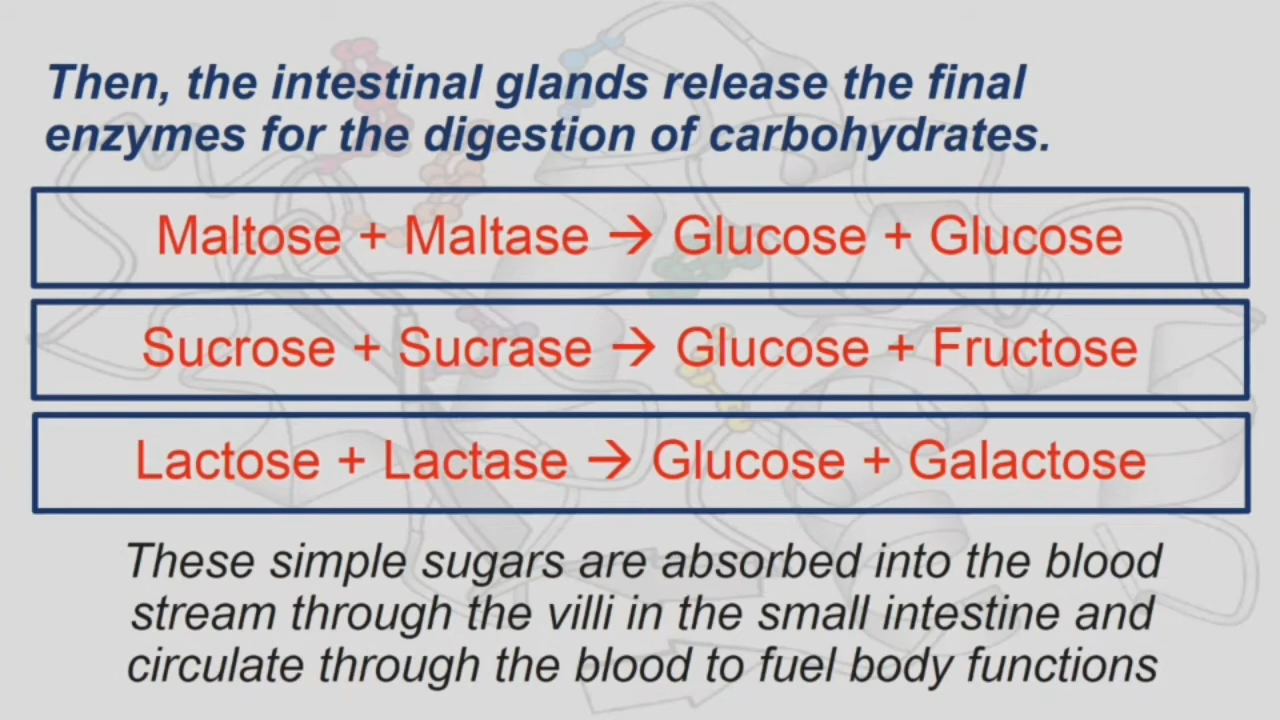 Then, the intestinal glands release the final
enzymes for the digestion of carbohydrates.
Maltose + Maltase → Glucose + Glucose
Sucrose + Sucrase → Glucose + Fructose
Lactose + Lactase → Glucose + Galactose
These simple sugars are absorbed into the blood
stream through the villi in the small intestine and
circulate through the blood to fuel body functions